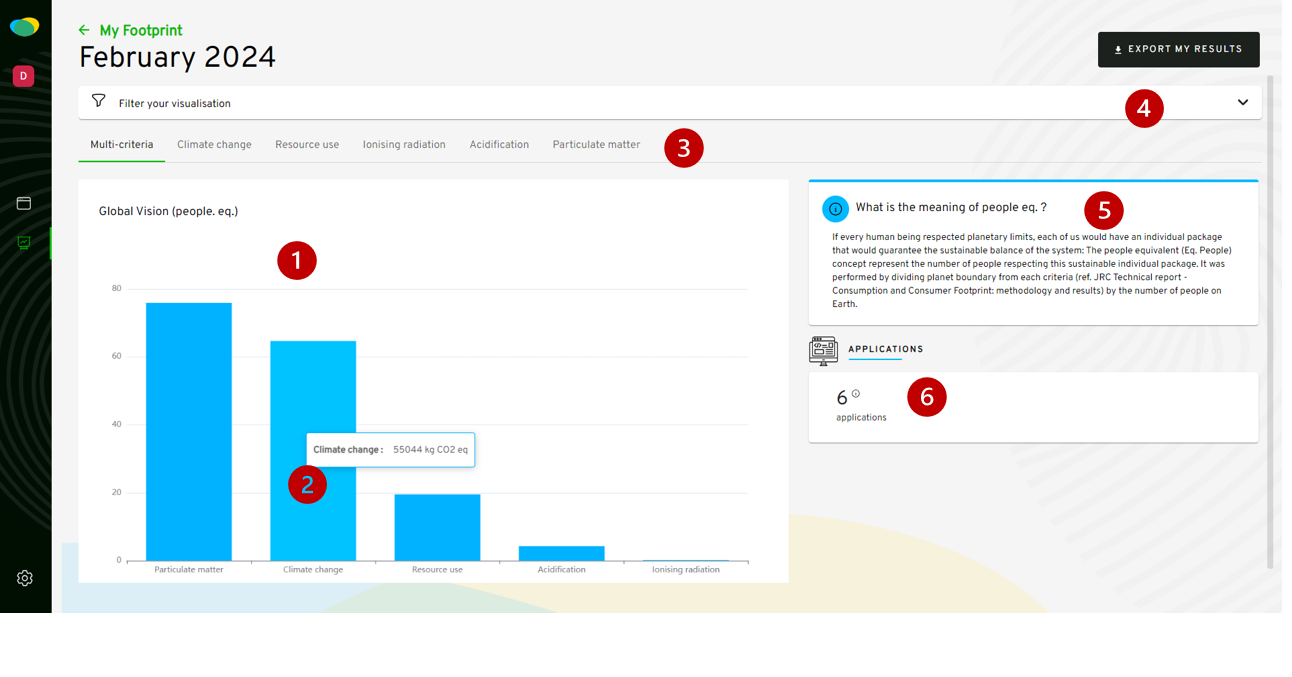 My Footprint
February 2024
EXPORT MY RESULTS
D
Filter your visualisation
4
Multi-criteria Climate change Resource use Ionising radiation Acidification Particulate matter
3
Global Vision (people. eq.)
1
80
60
40
20
0
Climate change : 55044 kg CO2 eq
2
Particulate matter Climate change Resource use Acidification Ionising radiation
What is the meaning of people eq. ?
5
If every human being respected planetary limits, each of us would have an individual package
that would guarantee the sustainable balance of the system: The people equivalent (Eq. People)
concept represent the number of people respecting this sustainable individual package. It was
performed by dividing planet boundary from each criteria (ref. JRC Technical report -
Consumption and Consumer Footprint: methodology and results) by the number of people on
Earth.
APPLICATIONS
6
applications
6